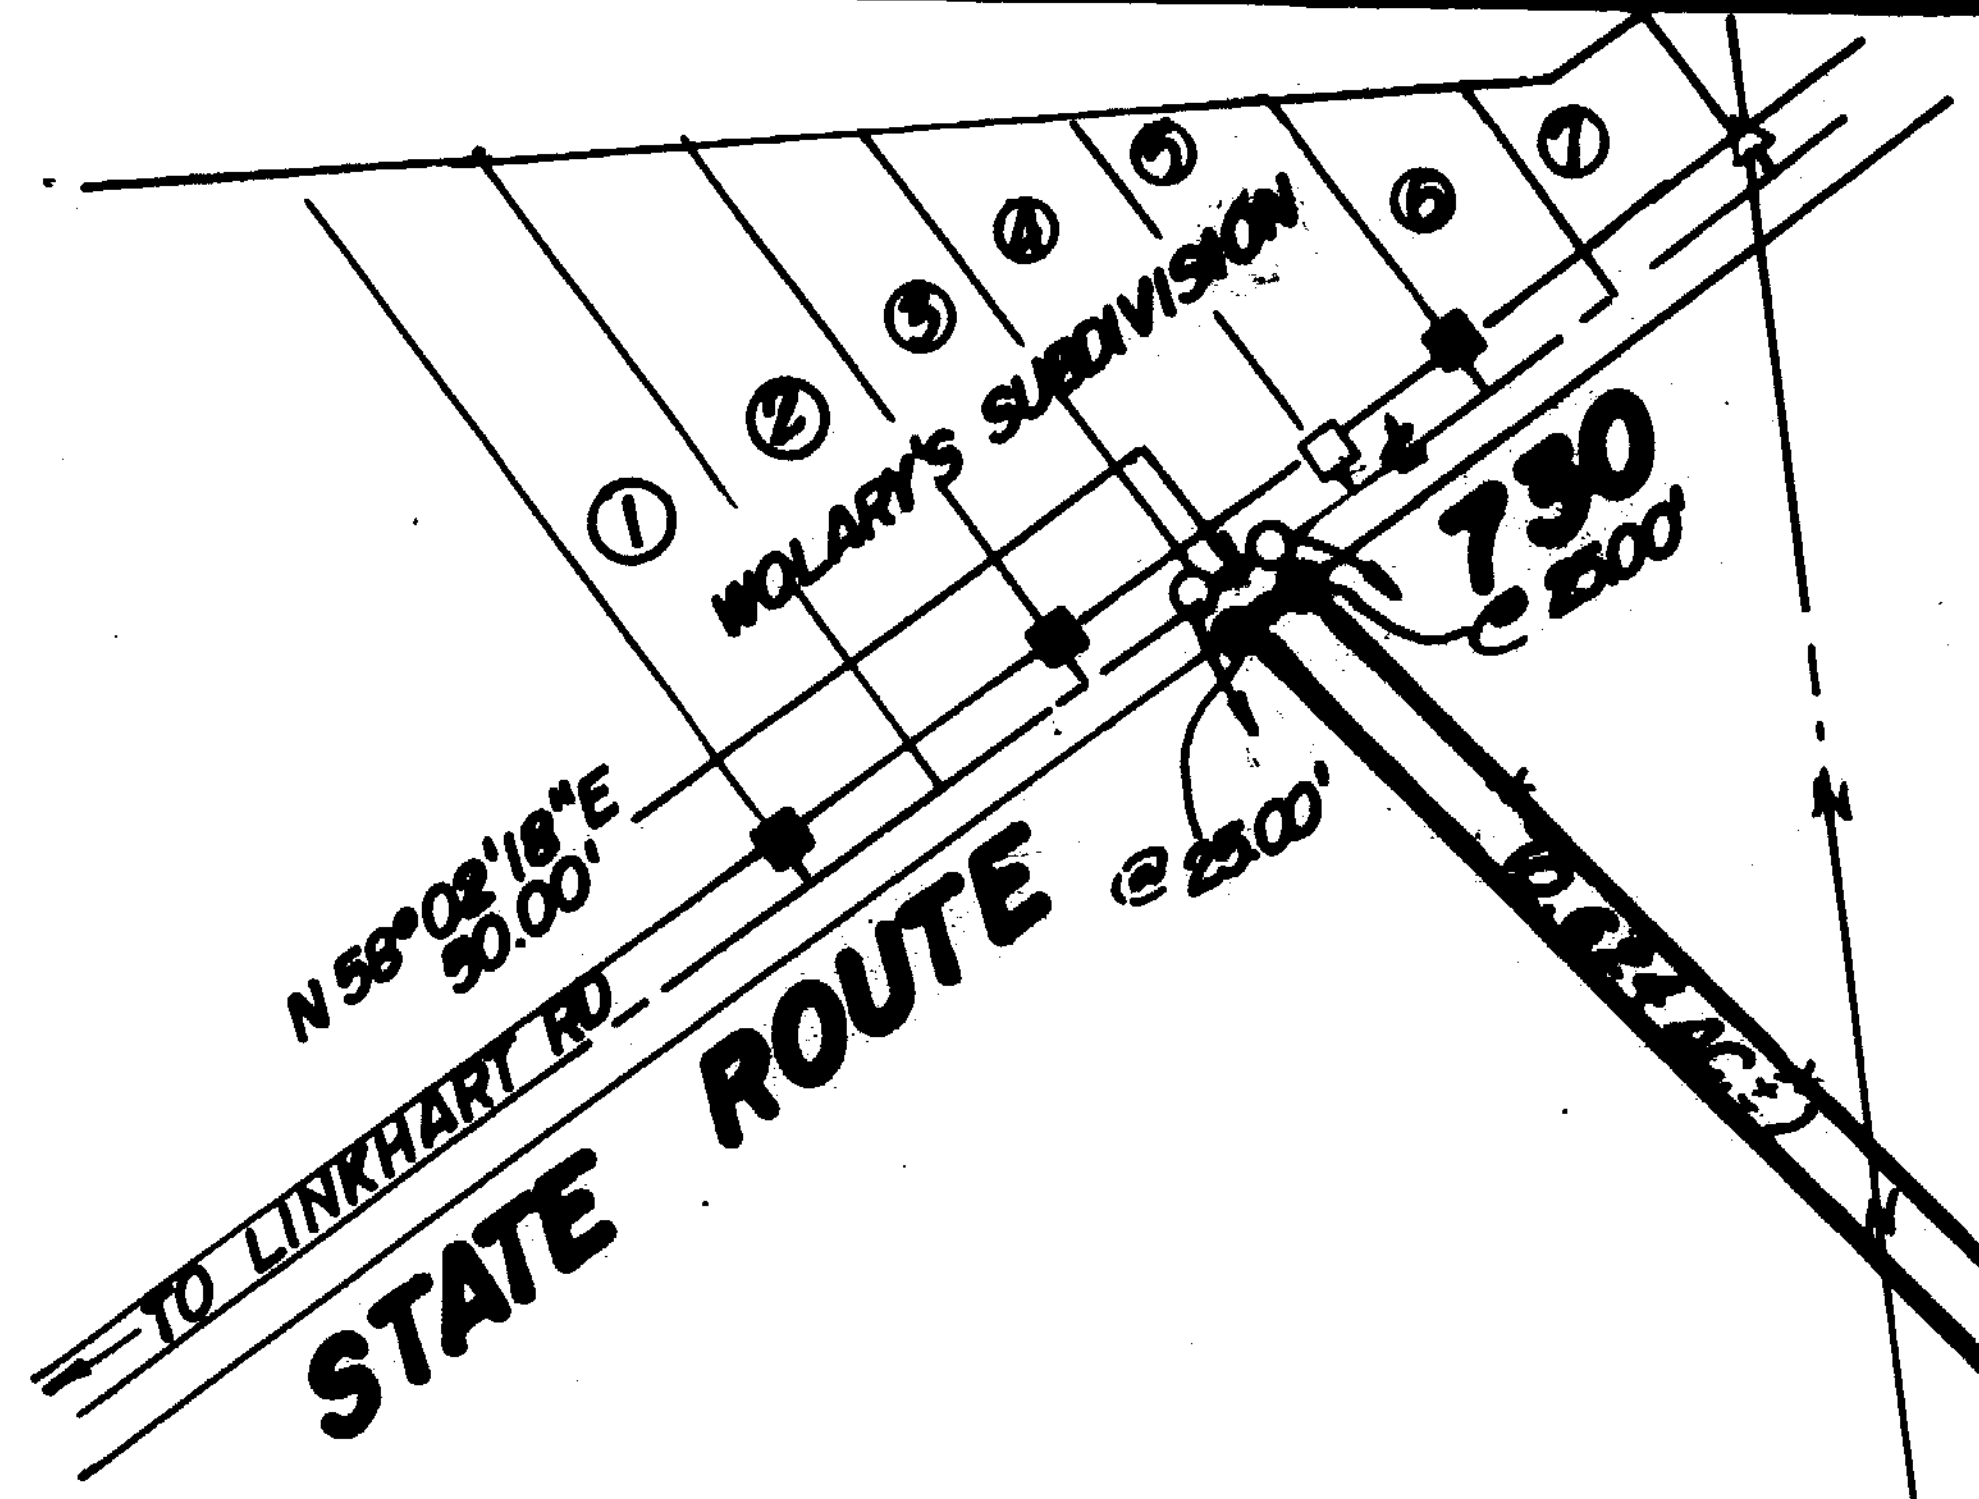 1
2
3
4
5
6
7
WOLARY'S SUBDIVISION
N 58°02'18"E
50.00'
TO LINKHART RD
STATE ROUTE 730
@ 25.00'
@ 25.00'
N